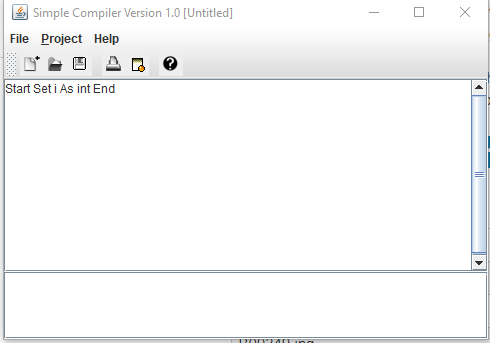 Simple Compiler Version 1.0 [Untitled]
File Project Help
Start Set i As int End